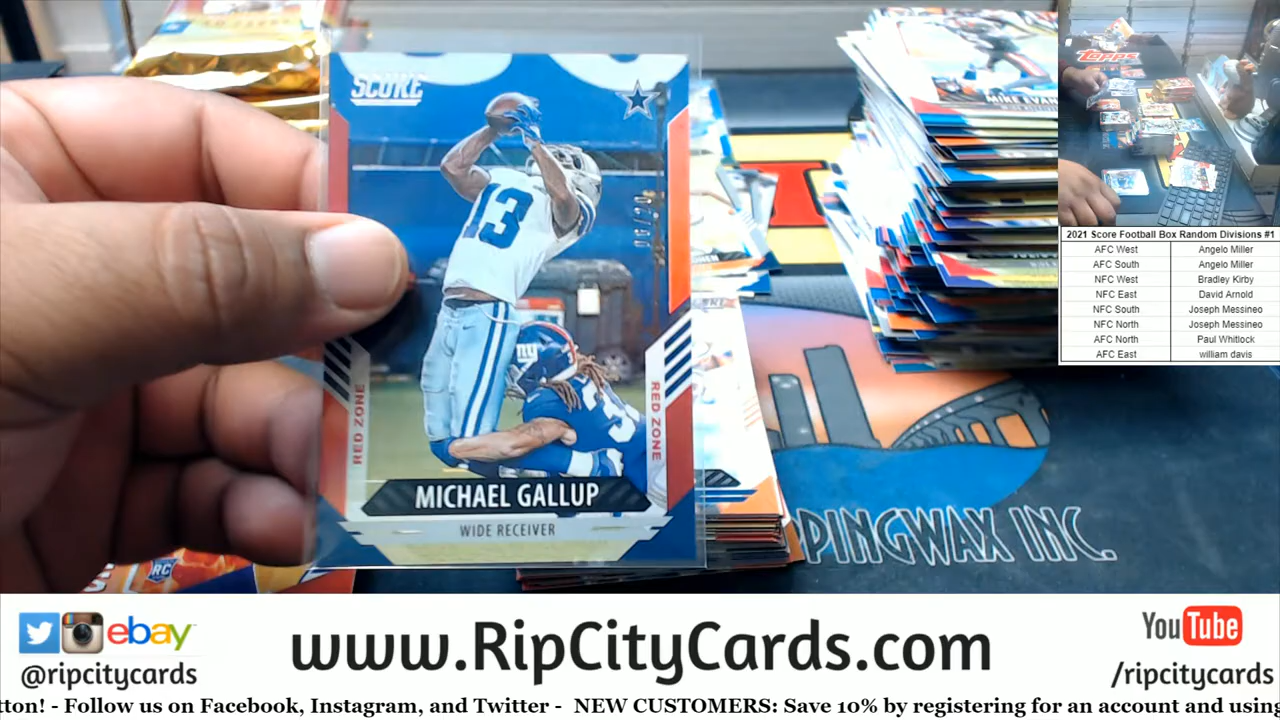 SCORE
13
RED ZONE
RED ZONE
MICHAEL GALLUP
WIDE RECEIVER
MIKE EVAN
RC
PINGWAX INC.
Topps
2021 Score Football Box Random Divisions #1
AFC West Angelo Miller
AFC South Angelo Miller
NFC West Bradley Kirby
NFC East David Arnold
NFC South Joseph Messineo
NFC North Joseph Messineo
AFC North Paul Whitlock
AFC East william davis
ebay
@ripcitycards
www.RipCityCards.com
YouTube
/ripcitycards
tton! - Follow us on Facebook, Instagram, and Twitter - NEW CUSTOMERS: Save 10% by registering for an account and using